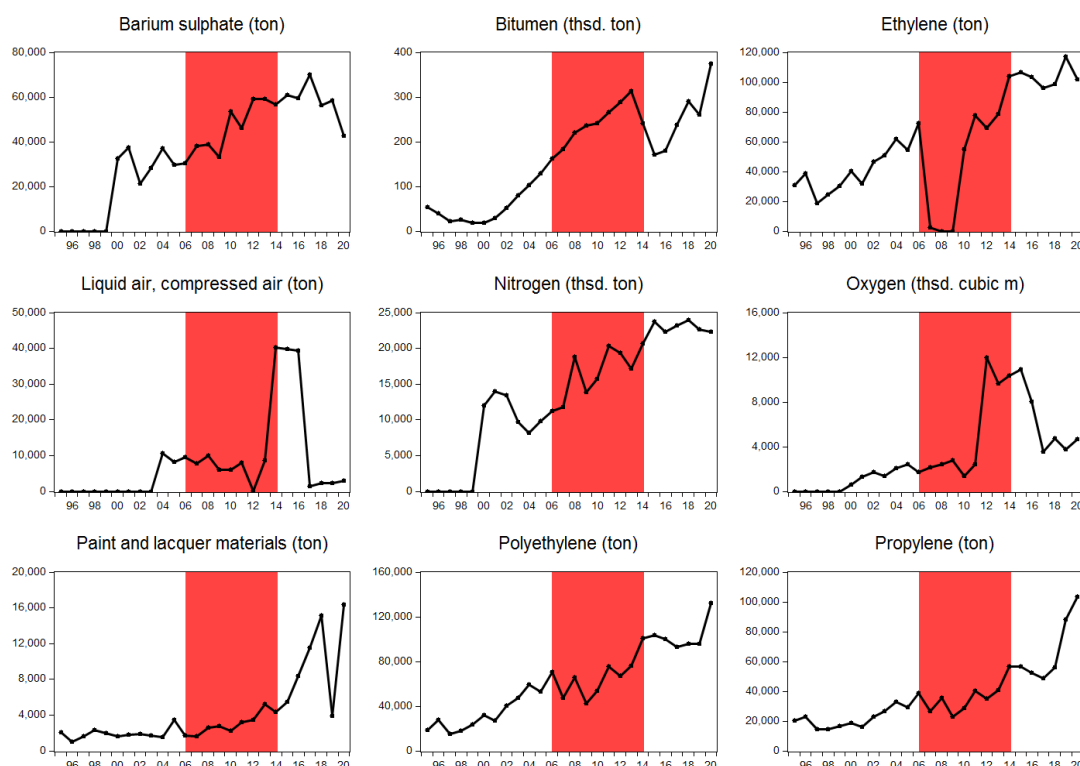 Barium sulphate (ton)
80,000
60,000
40,000
20,000
0
96 98 00 02 04 06 08 10 12 14 16 18 20
Bitumen (thsd. ton)
400
300
200
100
0
96 98 00 02 04 06 08 10 12 14 16 18 20
Ethylene (ton)
120,000
100,000
80,000
60,000
40,000
20,000
0
96 98 00 02 04 06 08 10 12 14 16 18 20
Liquid air, compressed air (ton)
50,000
40,000
30,000
20,000
10,000
0
96 98 00 02 04 06 08 10 12 14 16 18 20
Nitrogen (thsd. ton)
25,000
20,000
15,000
10,000
5,000
0
96 98 00 02 04 06 08 10 12 14 16 18 20
Oxygen (thsd. cubic m)
16,000
12,000
8,000
4,000
0
96 98 00 02 04 06 08 10 12 14 16 18 20
Paint and lacquer materials (ton)
20,000
16,000
12,000
8,000
4,000
0
96 98 00 02 04 06 08 10 12 14 16 18 20
Polyethylene (ton)
160,000
120,000
80,000
40,000
0
96 98 00 02 04 06 08 10 12 14 16 18 20
Propylene (ton)
120,000
100,000
80,000
60,000
40,000
20,000
0
96 98 00 02 04 06 08 10 12 14 16 18 20